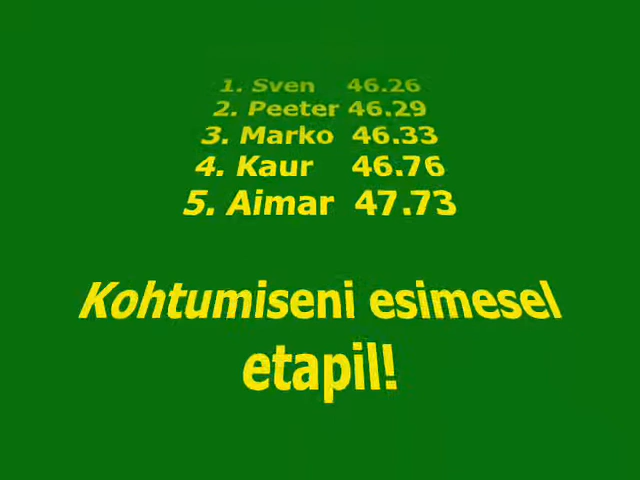 1. Sven 46.26
2. Peeter 46.29
3. Marko 46.33
4. Kaur 46.76
5. Aimar 47.73
Kohtumiseni esimesel
etapil!